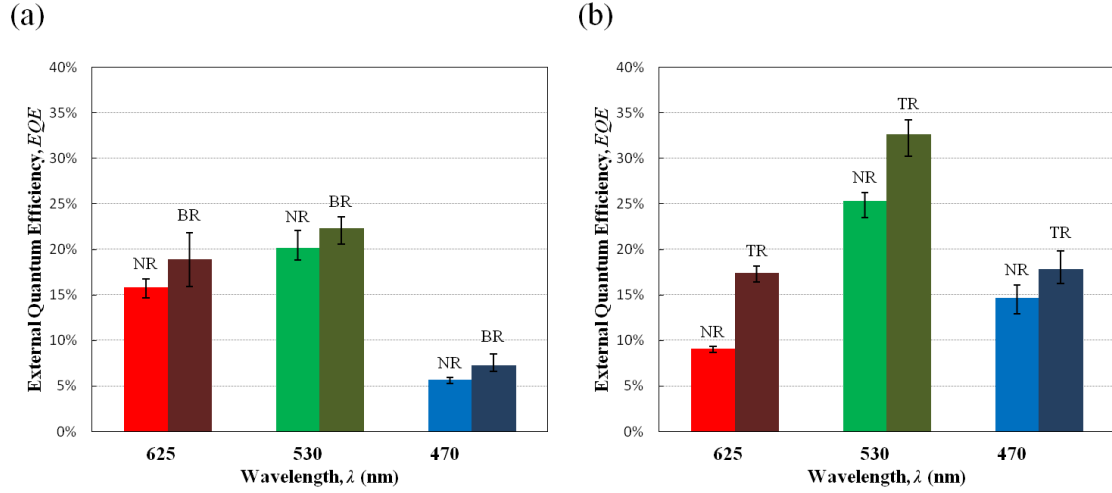 (a)
External Quantum Efficiency, EQE
40%
35%
30%
25%
20%
15%
10%
5%
0%
NR
BR
NR
BR
NR
BR
625
530
470
Wavelength, λ (nm)
(b)
External Quantum Efficiency, EQE
40%
35%
30%
25%
20%
15%
10%
5%
0%
NR
TR
NR
TR
NR
TR
625
530
470
Wavelength, λ (nm)